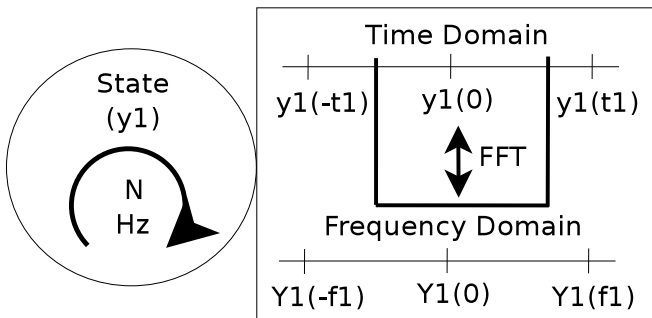 State
(y1)
N
Hz
Time Domain
y1(-t1) y1(0) y1(t1)
FFT
Frequency Domain
Y1(-f1) Y1(0) Y1(f1)